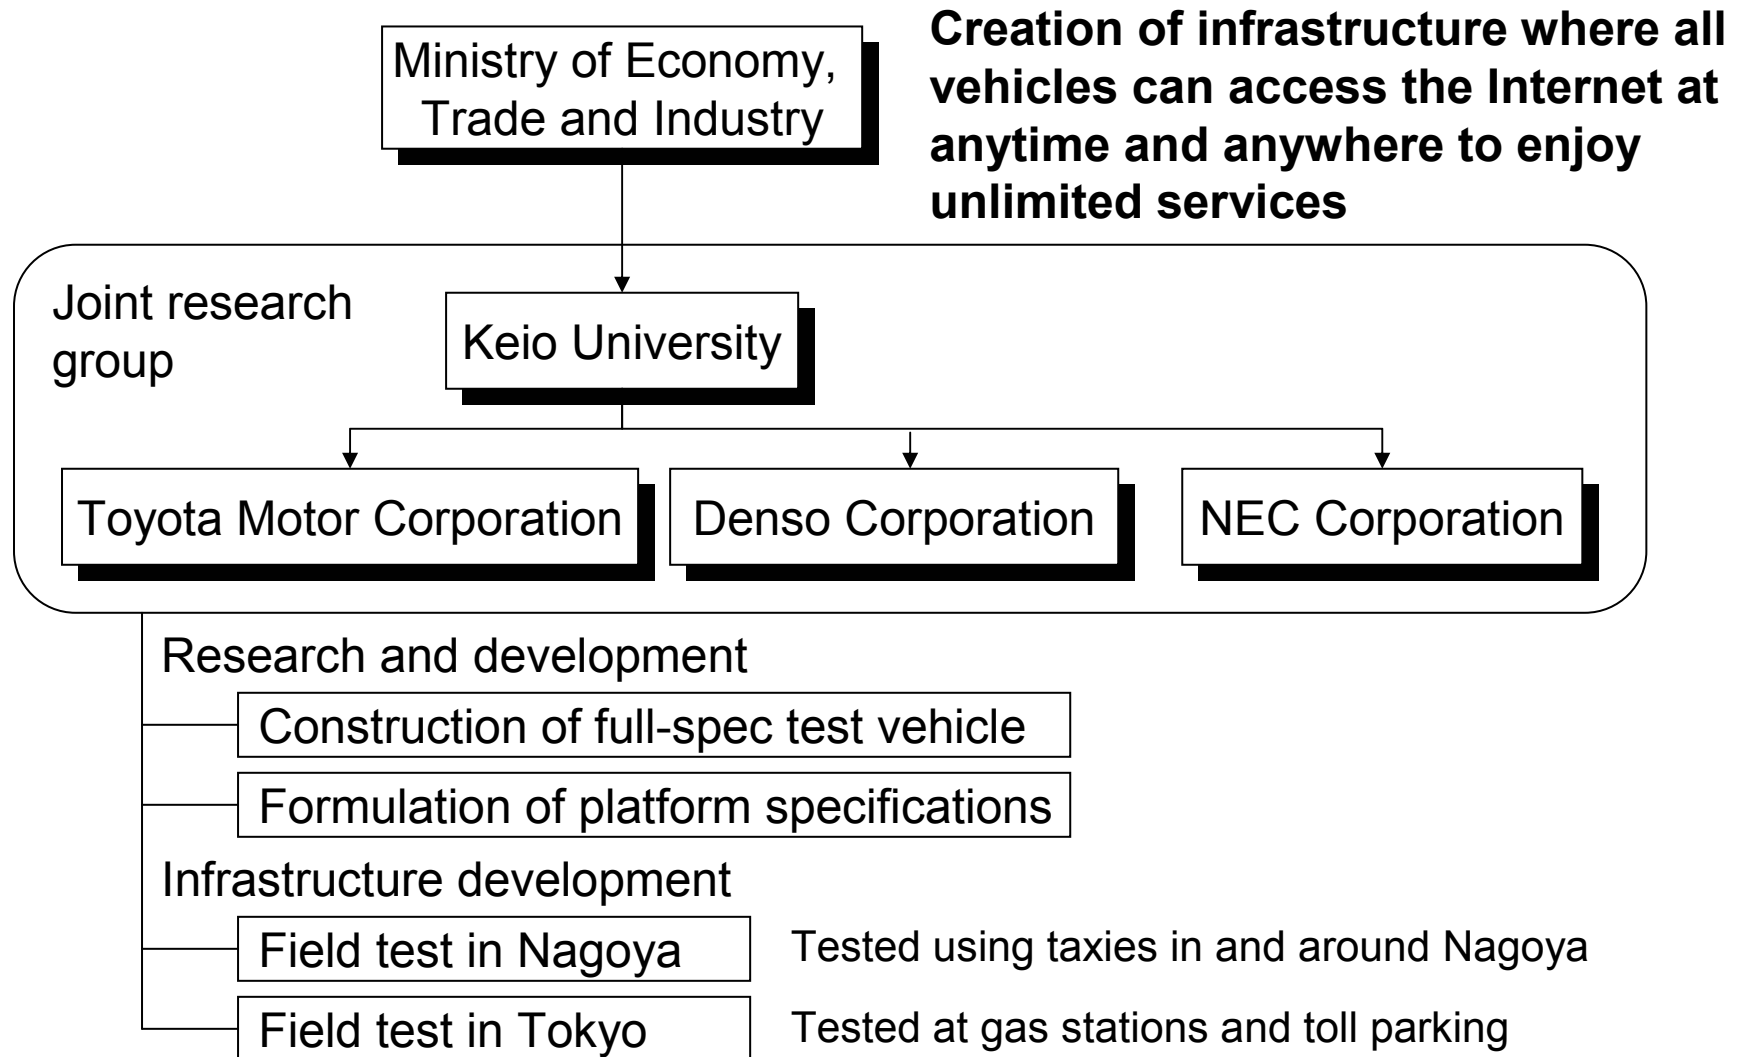 Ministry of Economy,
Trade and Industry
Creation of infrastructure where all
vehicles can access the Internet at
anytime and anywhere to enjoy
unlimited services
Joint research
group
Keio University
Toyota Motor Corporation
Denso Corporation
NEC Corporation
Research and development
Construction of full-spec test vehicle
Formulation of platform specifications
Infrastructure development
Field test in Nagoya
Tested using taxies in and around Nagoya
Field test in Tokyo
Tested at gas stations and toll parking